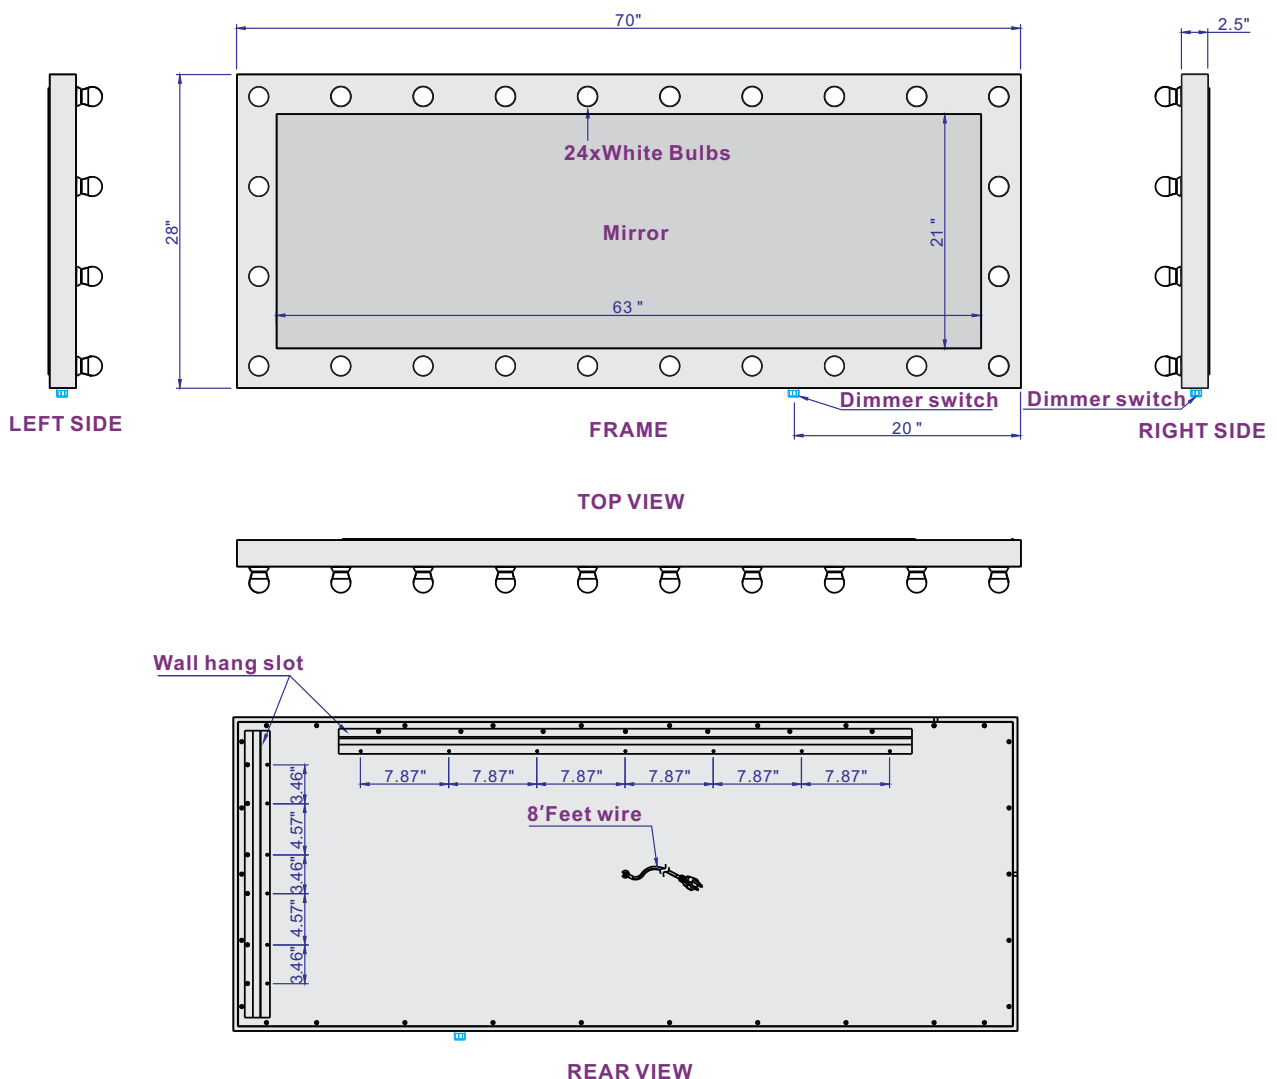 70"
2.5"
24xWhite Bulbs
Mirror
28"
21 "
63 "
Dimmer switch
Dimmer switch
20 "
LEFT SIDE
FRAME
RIGHT SIDE
TOP VIEW
Wall hang slot
7.87" 7.87" 7.87" 7.87" 7.87" 7.87"
3.46"
4.57"
3.46"
4.57"
3.46"
8'Feet wire
REAR VIEW